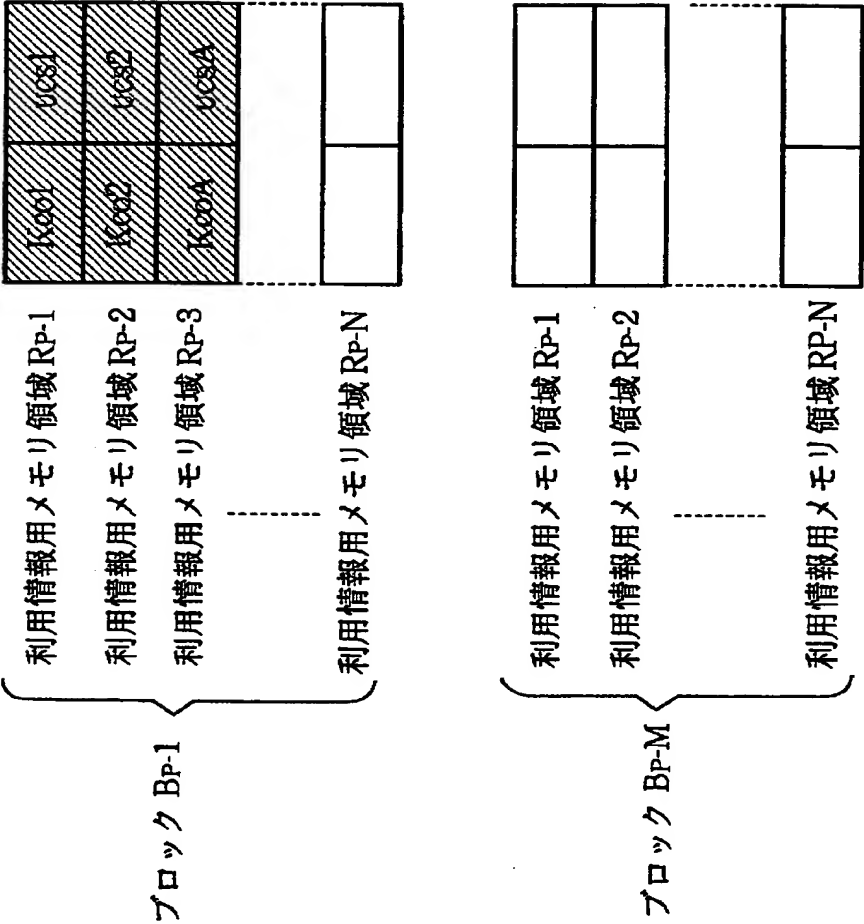 ブロック BP-1
利用情報用メモリ領域 RP-1
Kco1 ucs1
利用情報用メモリ領域 RP-2
Kco2 ucs2
利用情報用メモリ領域 RP-3
KcoA ucsA
利用情報用メモリ領域 RP-N
ブロック BP-M
利用情報用メモリ領域 RP-1
利用情報用メモリ領域 RP-2
利用情報用メモリ領域 RP-N